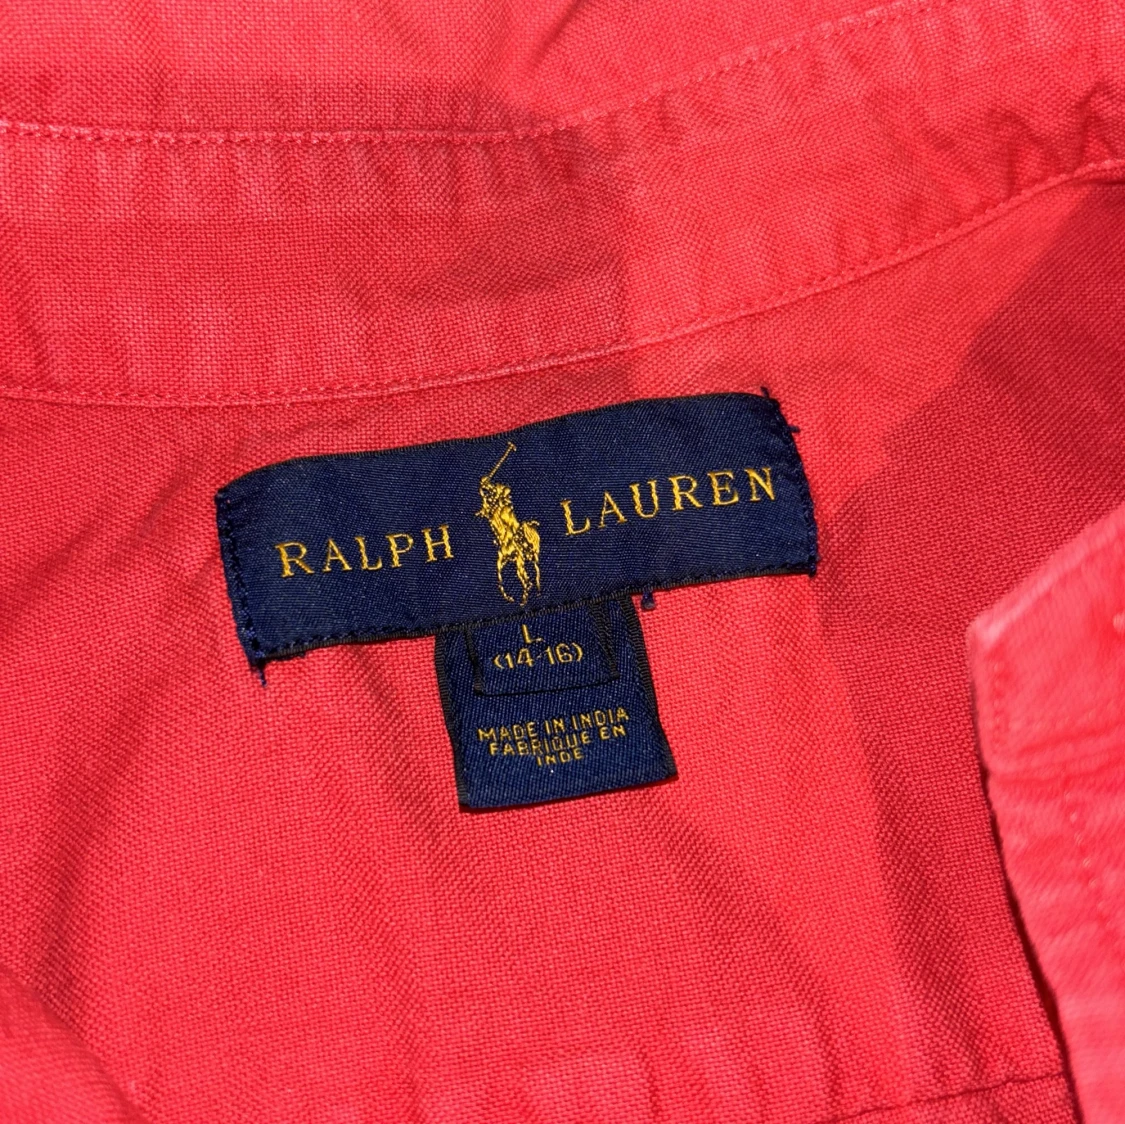 RALPH LAUREN
L
(14-16)
MADE IN INDIA
FABRIQUE EN
INDE